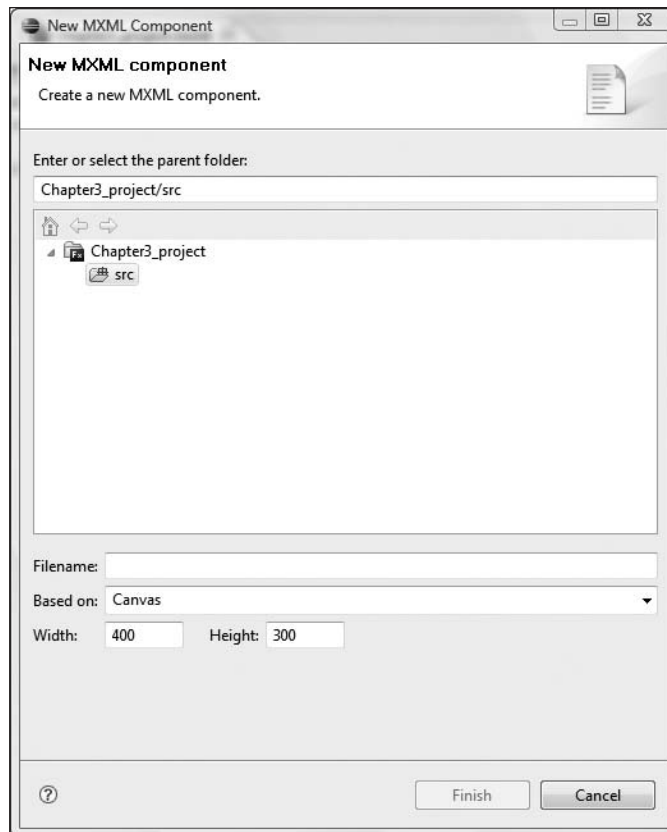 New MXML Component
New MXML component
Create a new MXML component.
Enter or select the parent folder:
Chapter3_project/src
Fx Chapter3_project
src
Filename:
Based on: Canvas
Width: 400 Height: 300
? Finish Cancel